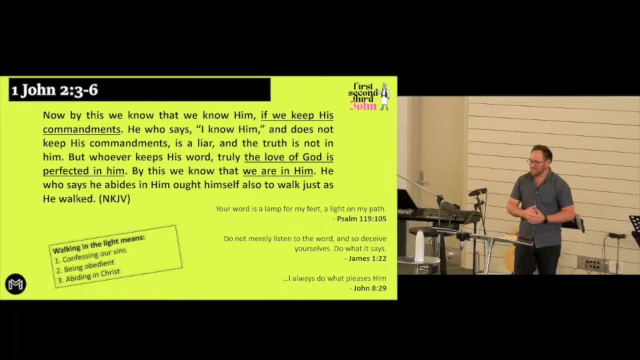 1 John 2:3-6
first
second
third
John
Now by this we know that we know Him, if we keep His
commandments. He who says, “I know Him,” and does not
keep His commandments, is a liar, and the truth is not in
him. But whoever keeps His word, truly the love of God is
perfected in him. By this we know that we are in Him. He
who says he abides in Him ought himself also to walk just as
He walked. (NKJV)
Your word is a lamp for my feet, a light on my path.
- Psalm 119:105
Do not merely listen to the word, and so deceive
yourselves. Do what it says.
- James 1:22
...I always do what pleases Him
- John 8:29
Walking in the light means:
1. Confessing our sins
2. Being obedient
3. Abiding in Christ
M